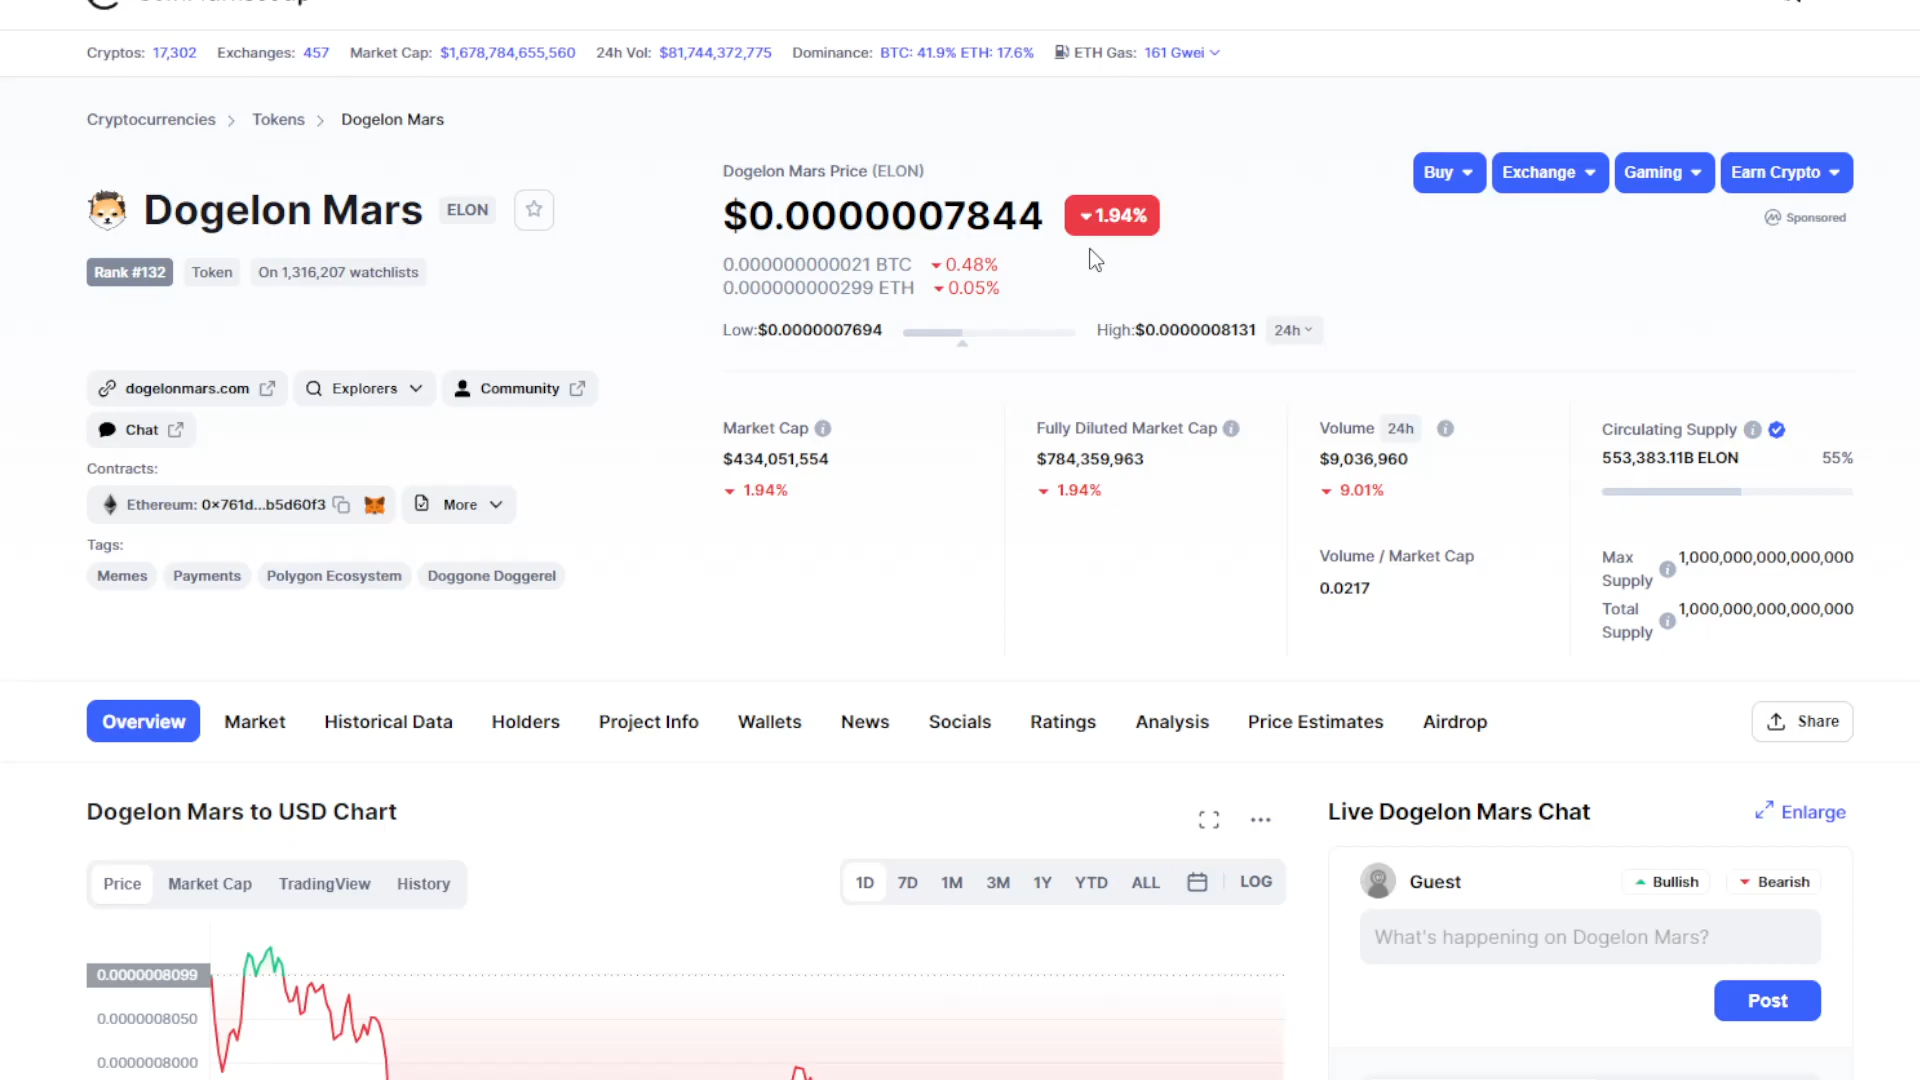 Cryptos: 17,302 Exchanges: 457 Market Cap: $1,678,784,655,560 24h Vol: $81,744,372,775 Dominance: BTC: 41.9% ETH: 17.6% ETH Gas: 161 Gwei
Cryptocurrencies > Tokens > Dogelon Mars
Dogelon Mars ELON
Rank #132 Token On 1,316,207 watchlists
dogelonmars.com Explorers Community
Chat
Contracts:
Ethereum: 0x761d...b5d60f3 More
Tags:
Memes Payments Polygon Ecosystem Doggone Doggerel
Dogelon Mars Price (ELON)
$0.0000007844 1.94%
0.000000000021 BTC 0.48%
0.000000000299 ETH 0.05%
Low:$0.0000007694 High:$0.0000008131 24h
Buy Exchange Gaming Earn Crypto
Sponsored
Market Cap
$434,051,554
1.94%
Fully Diluted Market Cap
$784,359,963
1.94%
Volume 24h
$9,036,960
9.01%
Volume / Market Cap
0.0217
Circulating Supply
553,383.11B ELON 55%
Max Supply 1,000,000,000,000,000
Total Supply 1,000,000,000,000,000
Overview Market Historical Data Holders Project Info Wallets News Socials Ratings Analysis Price Estimates Airdrop Share
Dogelon Mars to USD Chart
Price Market Cap TradingView History 1D 7D 1M 3M 1Y YTD ALL LOG
0.0000008099
0.0000008050
0.0000008000
Live Dogelon Mars Chat Enlarge
Guest Bullish Bearish
What's happening on Dogelon Mars?
Post